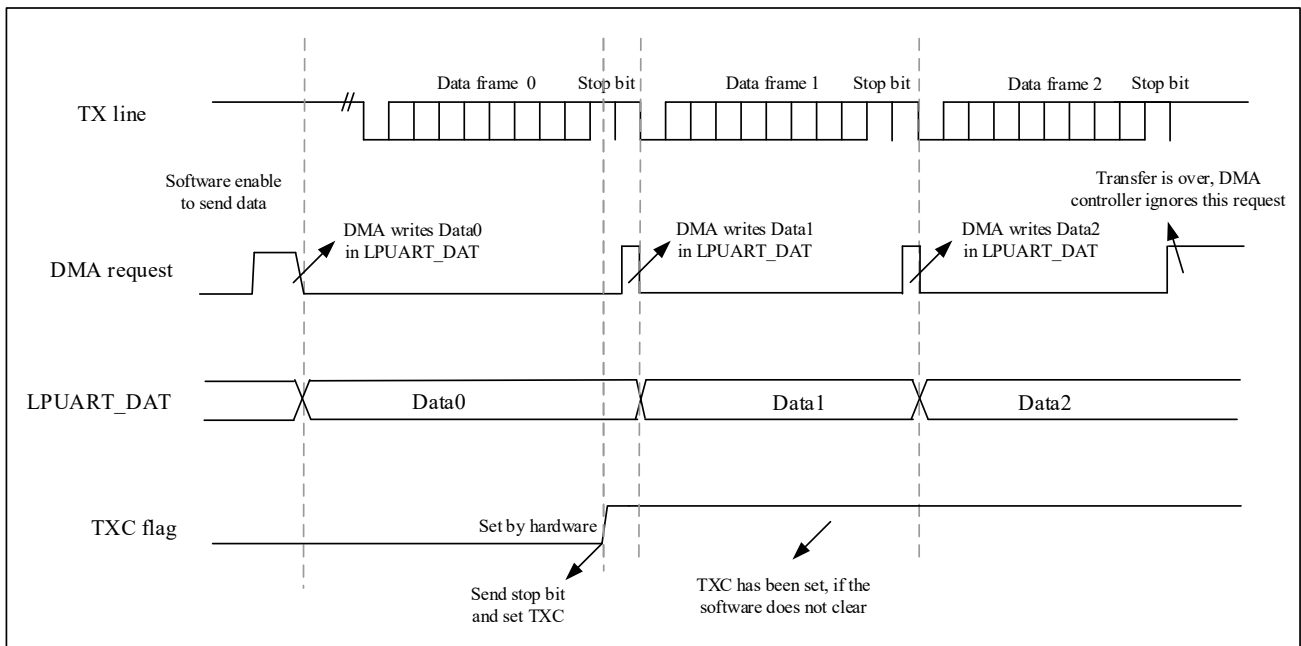 Data frame 0
Stop bit
Data frame 1
Stop bit
Data frame 2
Stop bit
TX line
Software enable
to send data
Transfer is over, DMA
controller ignores this request
DMA writes Data0
in LPUART_DAT
DMA writes Data1
in LPUART_DAT
DMA writes Data2
in LPUART_DAT
DMA request
LPUART_DAT
Data0
Data1
Data2
TXC flag
Set by hardware
Send stop bit
and set TXC
TXC has been set, if the
software does not clear